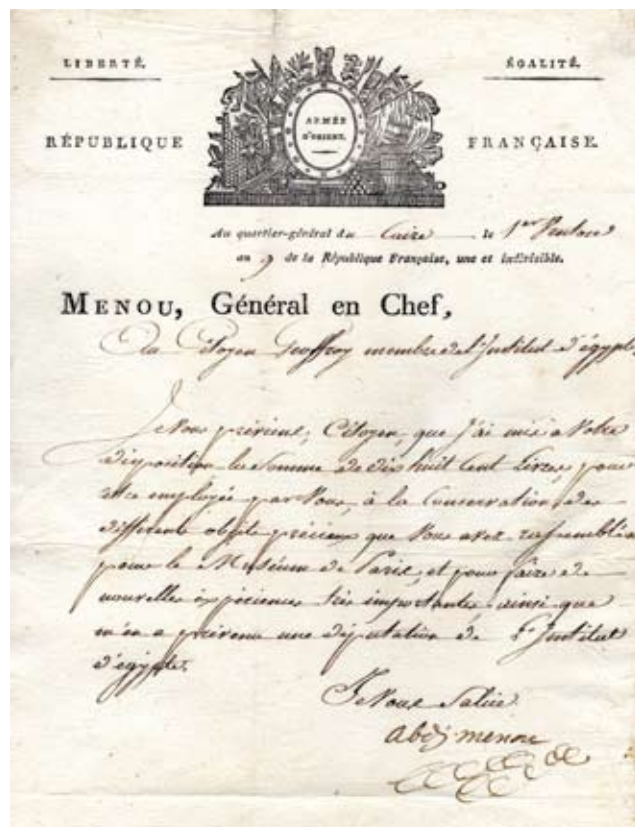 LIBERTÉ. ÉGALITÉ.
ARMÉE
D'ORIENT.
RÉPUBLIQUE FRANÇAISE.
Au quartier-général du Caire le 1er Ventose
an 9 de la République Française, une et indivisible.
MENOU, Général en Chef,
Au Citoyen Geoffroy membre de l'Institut d'égypte
Je Vous préviens, Citoyen, que j'ai mis a Votre
disposition la Somme de dix huit Cent Livres, pour
être employée par Vous, à la Conservation des
différents objets précieux que Vous avez rassemblés
pour le Muséum de Paris, et pour faire de
nouvelles expériences très importantes, ainsi que
m'en a prévenu une députation de l'Institut
d'égypte.
Je Vous Salue
abdj. menou